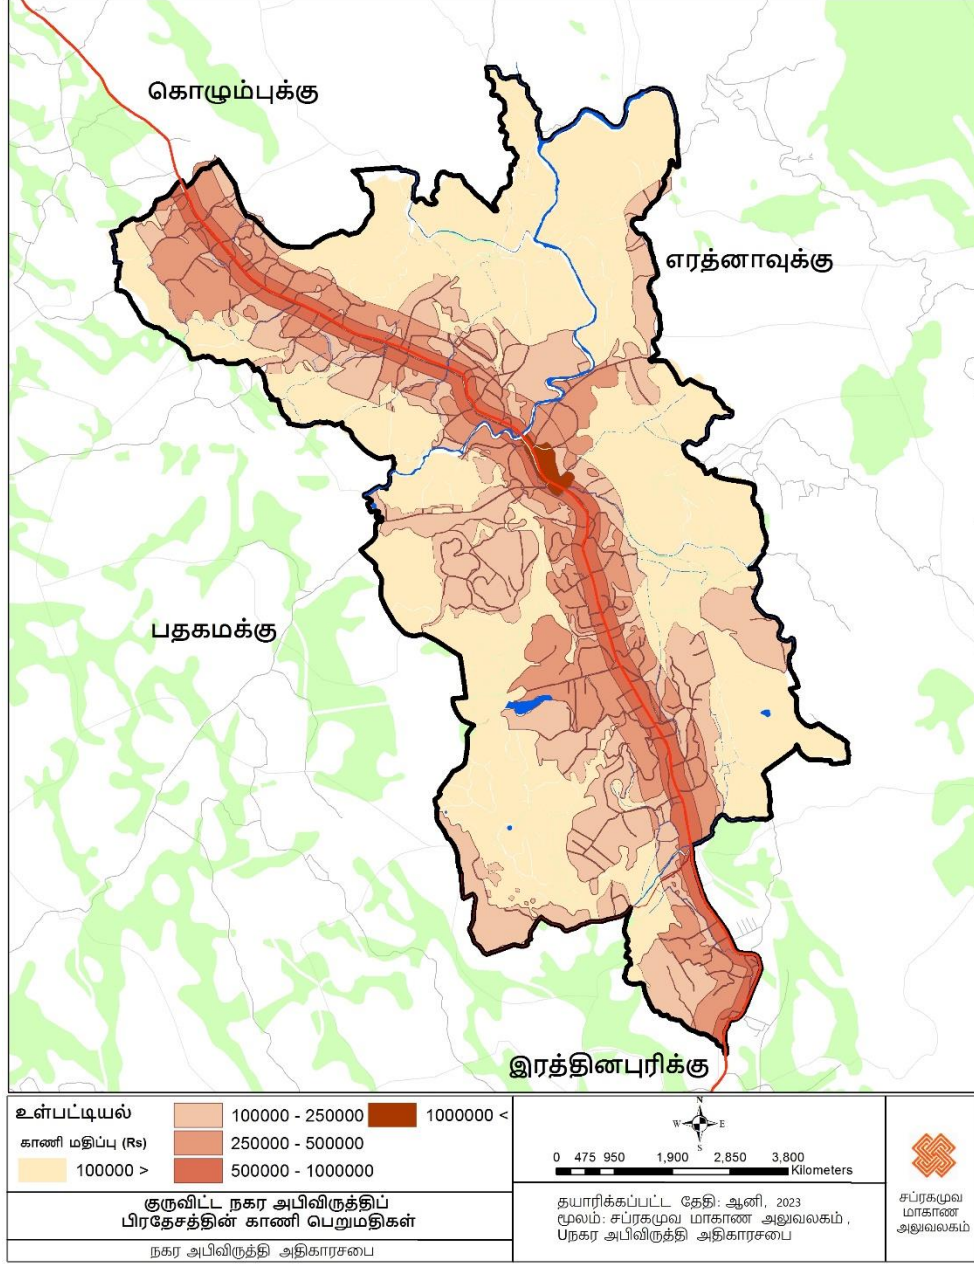 கொழும்புக்கு
எரத்னாவுக்கு
பதகமக்கு
இரத்தினபுரிக்கு
உள்பட்டியல்
காணி மதிப்பு (Rs)
100000 >
100000 - 250000
250000 - 500000
500000 - 1000000
1000000 <
குருவிட்ட நகர அபிவிருத்திப்
பிரதேசத்தின் காணி பெறுமதிகள்
நகர அபிவிருத்தி அதிகாரசபை
N
W E
S
0 475 950 1,900 2,850 3,800
Kilometers
தயாரிக்கப்பட்ட தேதி: ஆனி, 2023
மூலம்: சப்ரகமுவ மாகாண அலுவலகம் ,
Uநகர அபிவிருத்தி அதிகாரசபை
சப்ரகமுவ
மாகாண
அலுவலகம்